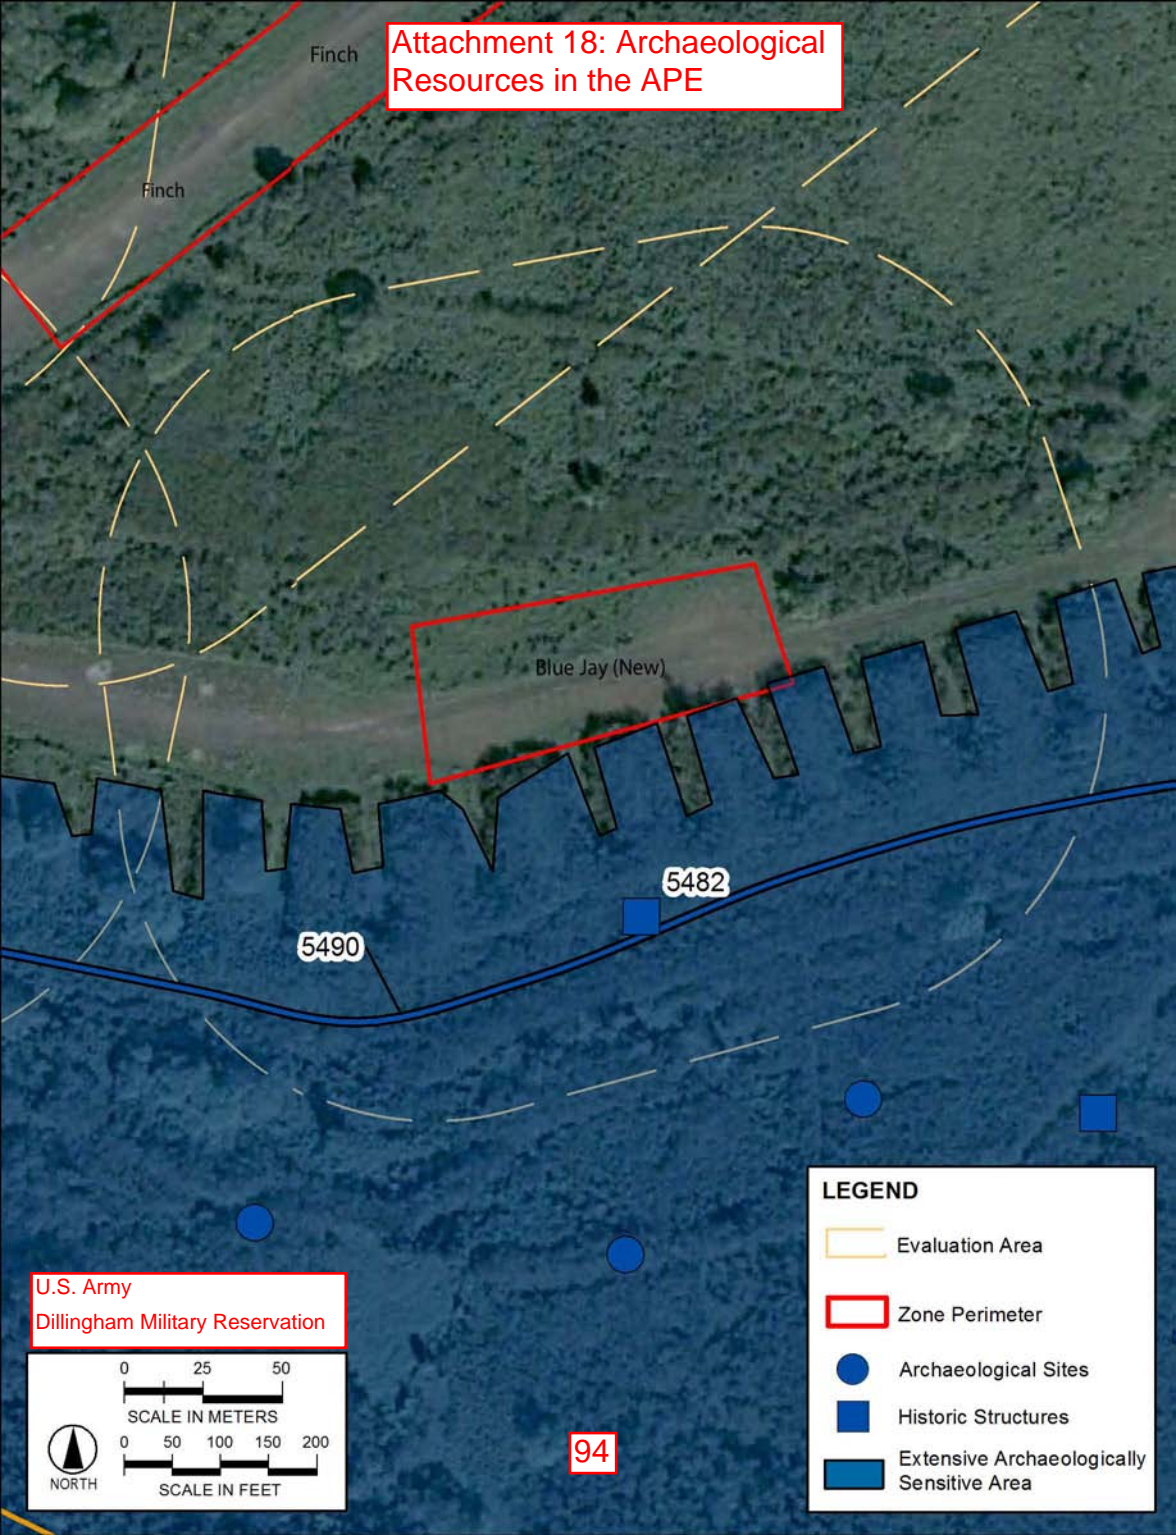 Attachment 18: Archaeological
Resources in the APE
Finch
Finch
Blue Jay (New)
5482
5490
LEGEND
Evaluation Area
Zone Perimeter
Archaeological Sites
Historic Structures
Extensive Archaeologically
Sensitive Area
U.S. Army
Dillingham Military Reservation
0 25 50
SCALE IN METERS
0 50 100 150 200
SCALE IN FEET
NORTH
94